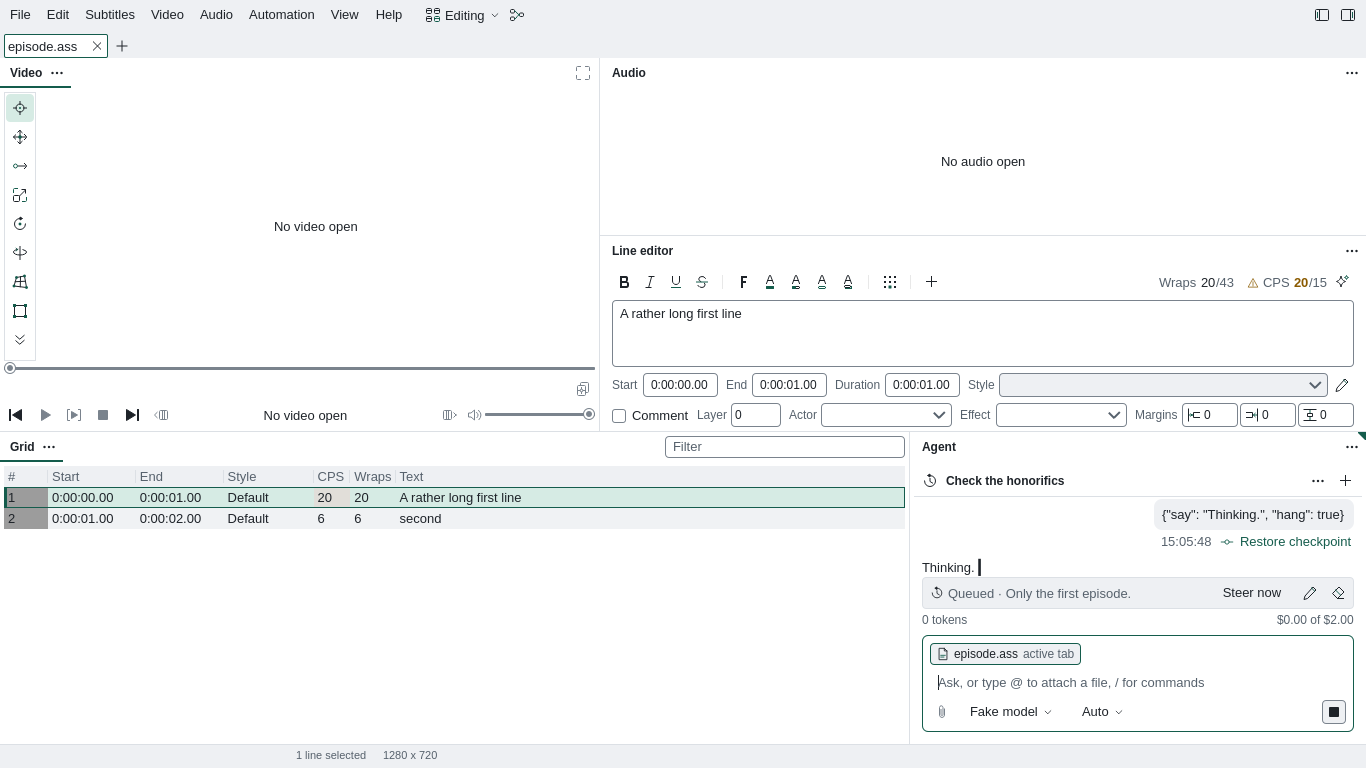 File Edit Subtitles Video Audio Automation View Help Editing
episode.ass
Video
No video open
No video open
Audio
No audio open
Line editor
B I U S F A A A A Wraps 20/43 CPS 20/15
A rather long first line
Start 0:00:00.00 End 0:00:01.00 Duration 0:00:01.00 Style
Comment Layer 0 Actor Effect Margins 0 0 0
Grid Filter
# Start End Style CPS Wraps Text
1 0:00:00.00 0:00:01.00 Default 20 20 A rather long first line
2 0:00:01.00 0:00:02.00 Default 6 6 second
Agent
Check the honorifics
{"say": "Thinking.", "hang": true}
15:05:48 Restore checkpoint
Thinking.
Queued · Only the first episode. Steer now
0 tokens $0.00 of $2.00
episode.ass active tab
Ask, or type @ to attach a file, / for commands
Fake model Auto
1 line selected 1280 x 720